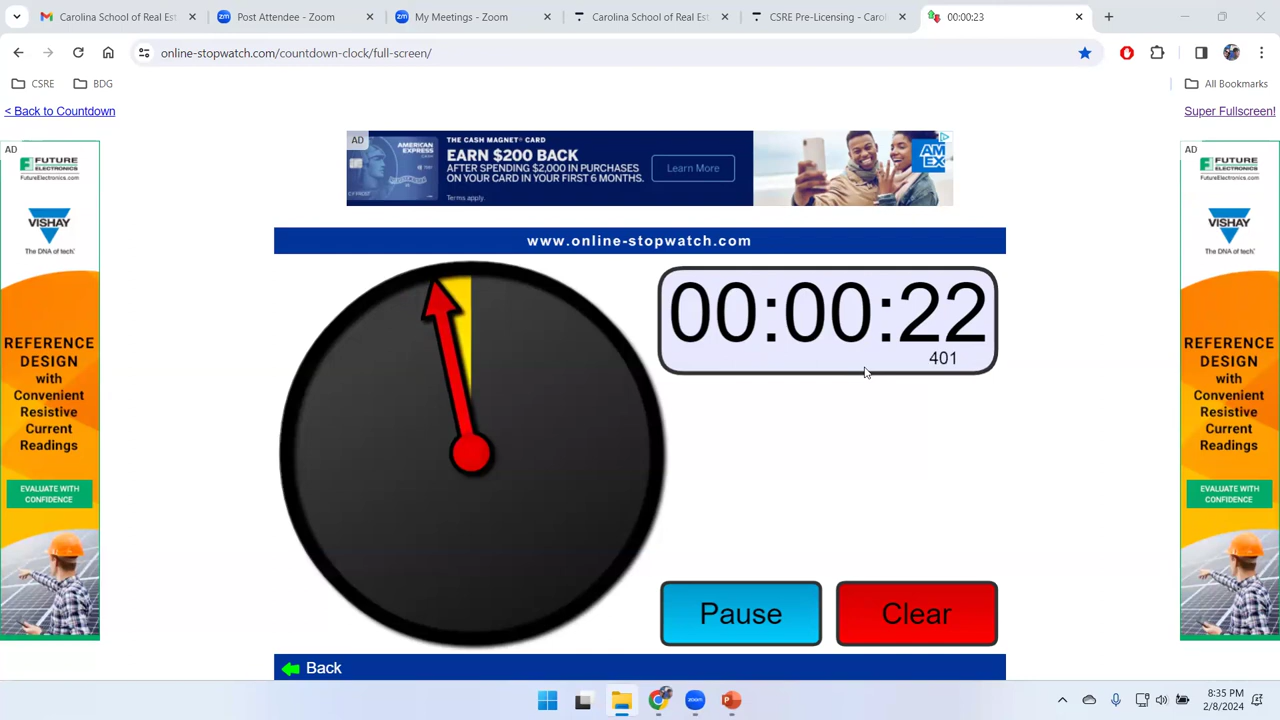 Carolina School of Real Est
Post Attendee - Zoom
My Meetings - Zoom
Carolina School of Real Est
CSRE Pre-Licensing - Carol
00:00:23
online-stopwatch.com/countdown-clock/full-screen/
CSRE
BDG
All Bookmarks
< Back to Countdown
Super Fullscreen!
AD
AMERICAN EXPRESS
THE CASH MAGNET® CARD
EARN $200 BACK
AFTER SPENDING $2,000 IN PURCHASES
ON YOUR CARD IN YOUR FIRST 6 MONTHS.
Terms apply.
Learn More
AM
EX
AD
FUTURE
ELECTRONICS
FutureElectronics.com
VISHAY
The DNA of tech.
REFERENCE
DESIGN
with
Convenient
Resistive
Current
Readings
EVALUATE WITH
CONFIDENCE
www.online-stopwatch.com
00:00:22
401
Pause
Clear
Back
AD
FUTURE
ELECTRONICS
FutureElectronics.com
VISHAY
The DNA of tech.
REFERENCE
DESIGN
with
Convenient
Resistive
Current
Readings
EVALUATE WITH
CONFIDENCE
zoom
8:35 PM
2/8/2024